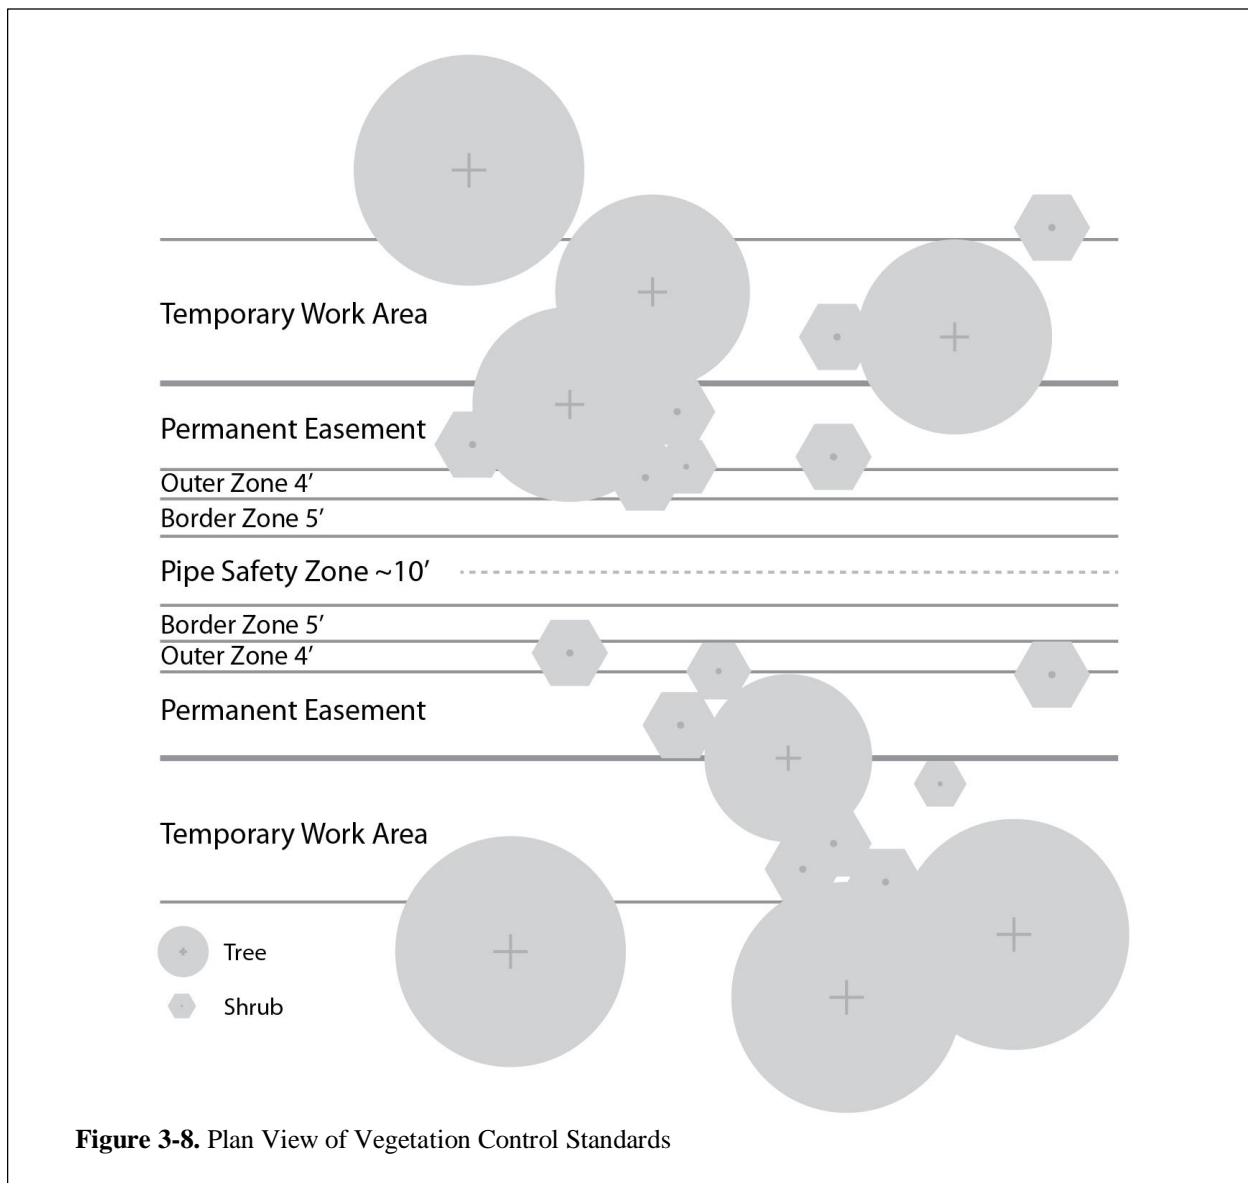 Temporary Work Area
Permanent Easement
Outer Zone 4’
Border Zone 5’
Pipe Safety Zone ~10’
Border Zone 5’
Outer Zone 4’
Permanent Easement
Temporary Work Area
Tree
Shrub
Figure 3-8. Plan View of Vegetation Control Standards